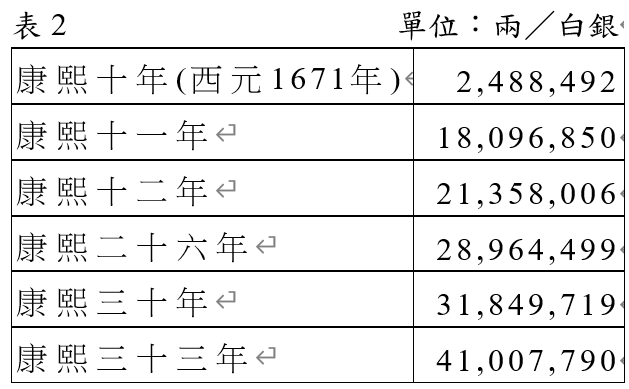 表2 單位：兩／白銀
康熙十年(西元1671年) 2,488,492
康熙十一年 18,096,850
康熙十二年 21,358,006
康熙二十六年 28,964,499
康熙三十年 31,849,719
康熙三十三年 41,007,790